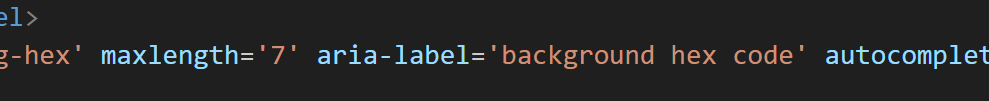 el>
g-hex' maxlength='7' aria-label='background hex code' autocomplet